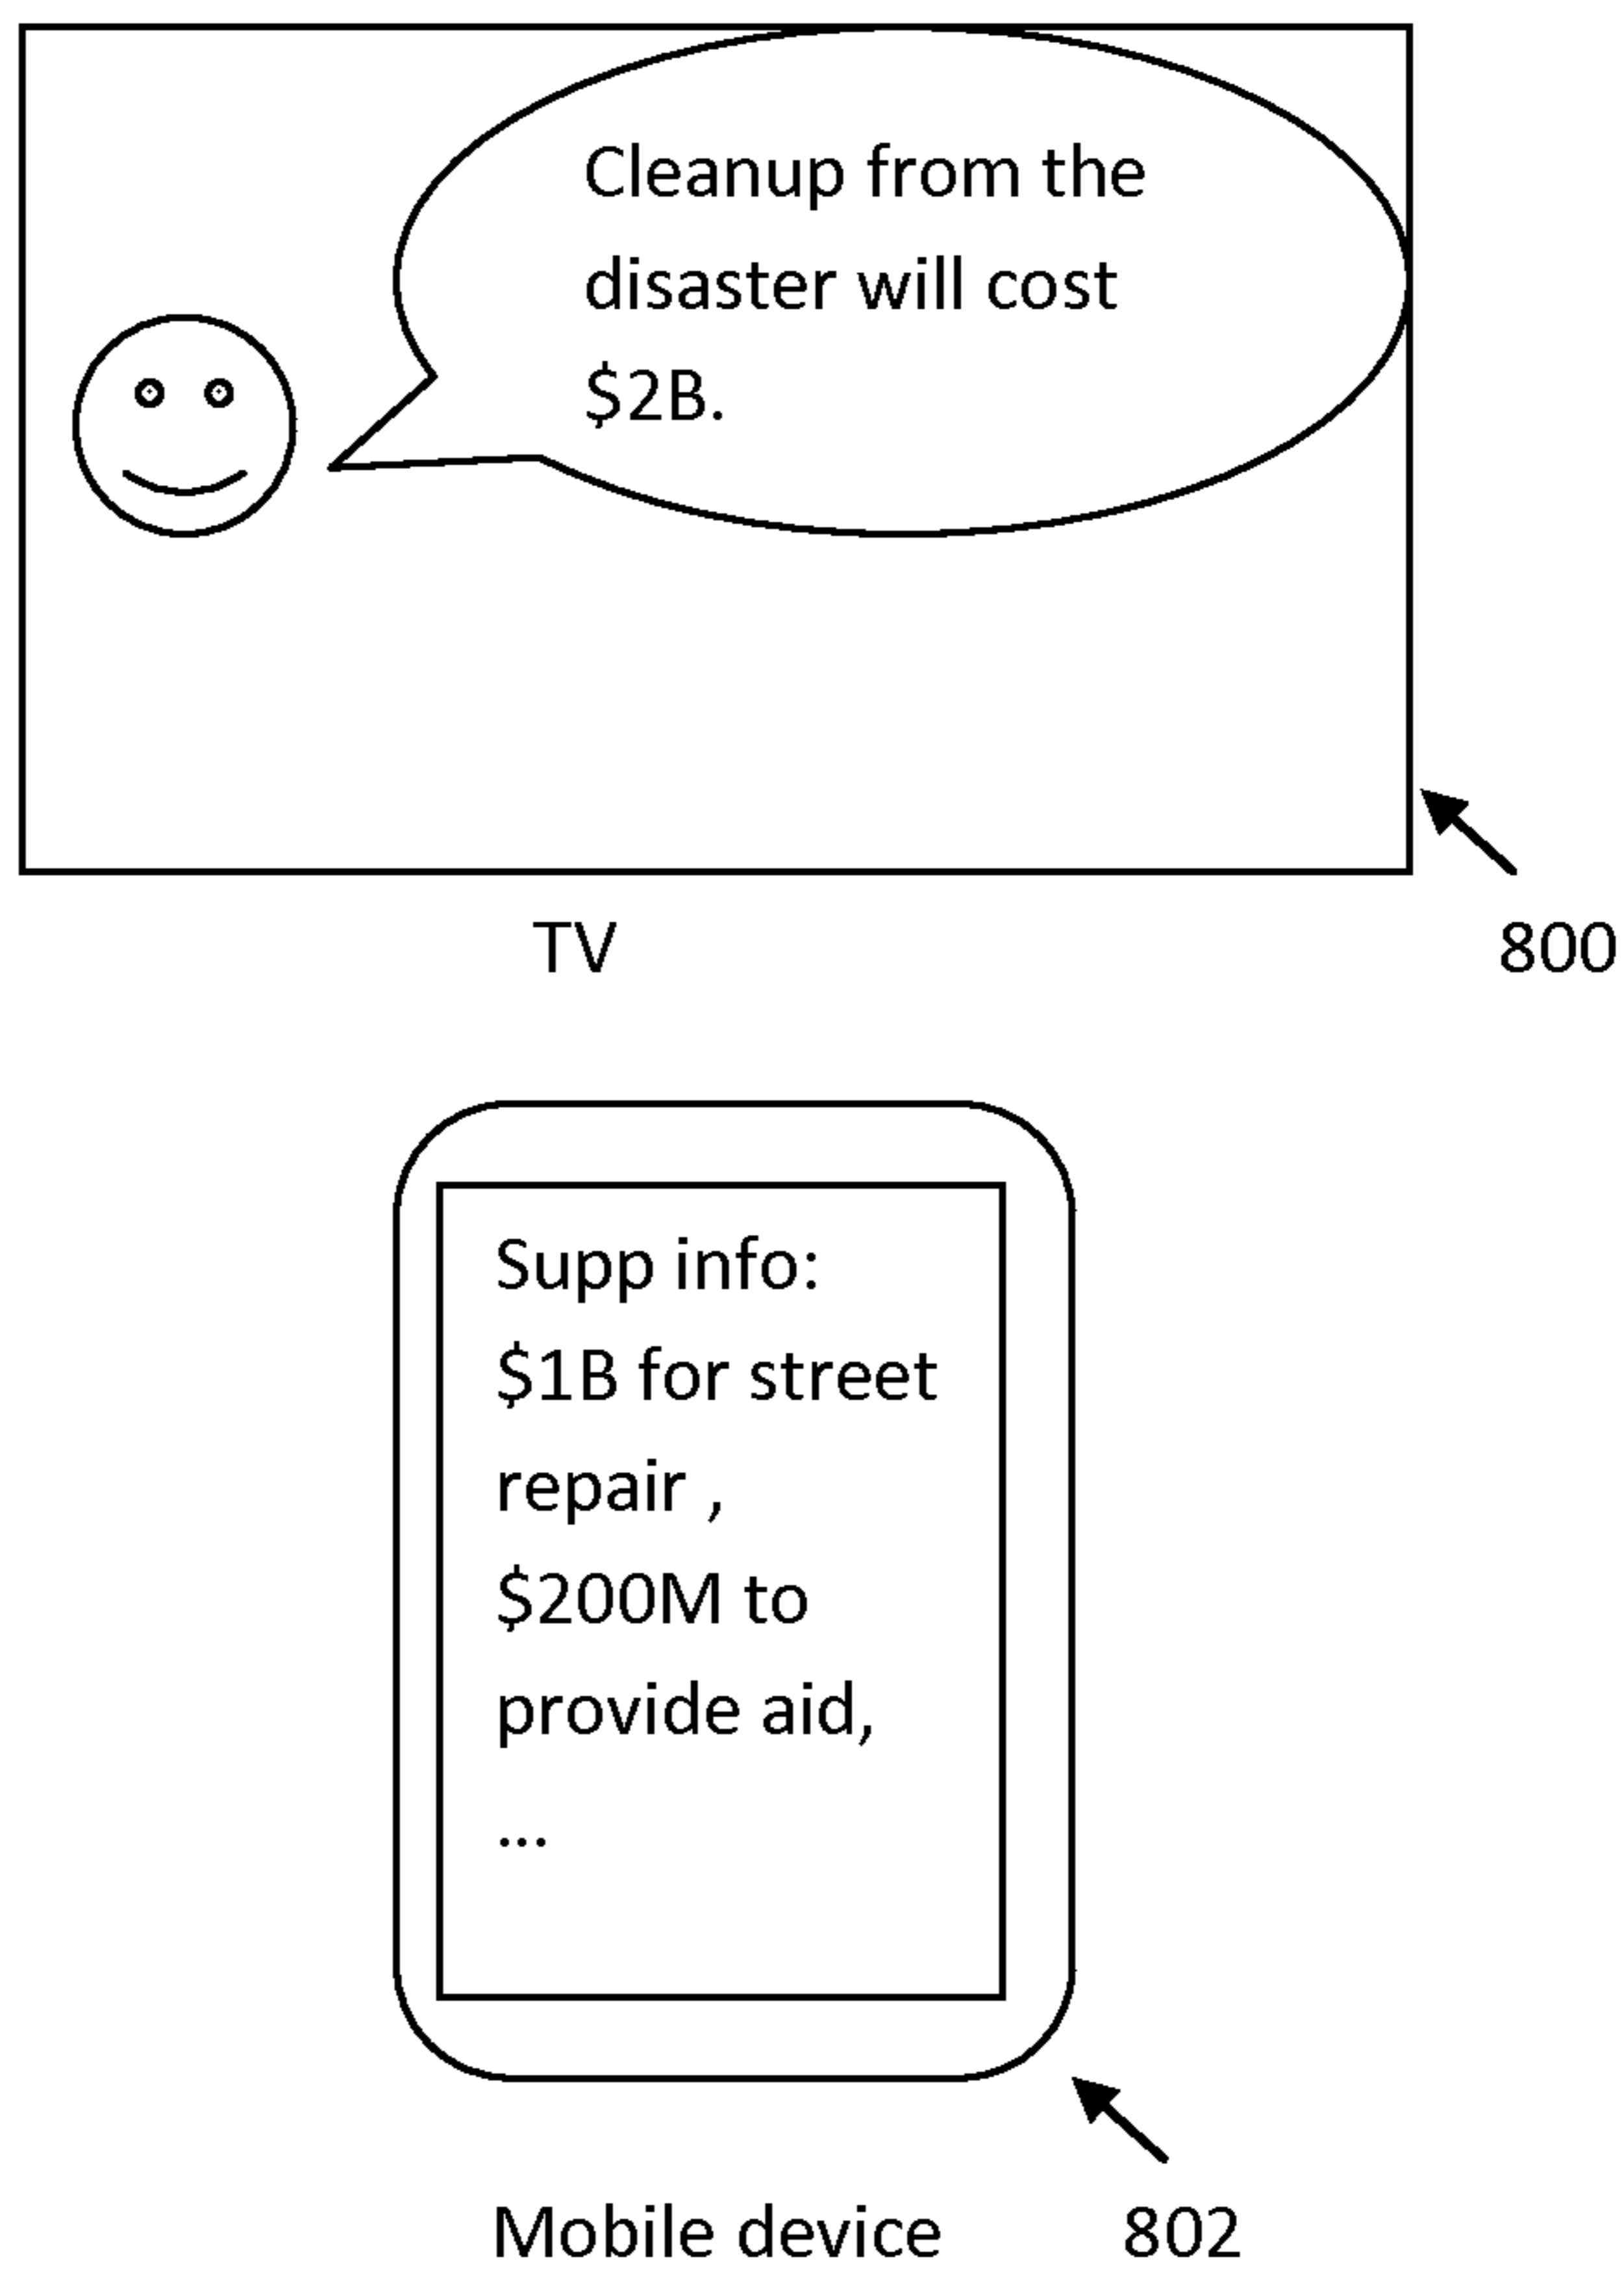 Cleanup from the
disaster will cost
$2B.
TV
800
Supp info:
$1B for street
repair ,
$200M to
provide aid,
...
Mobile device
802